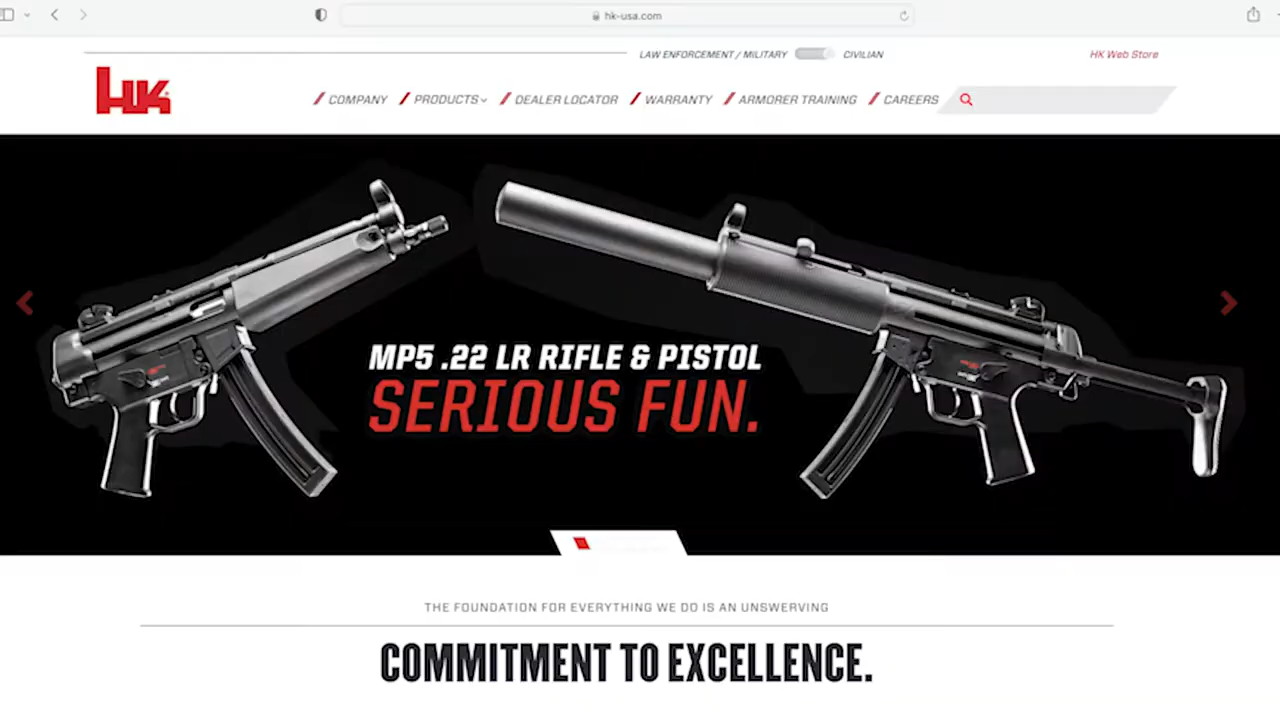 hk-usa.com
LAW ENFORCEMENT / MILITARY CIVILIAN HK Web Store
HK
COMPANY PRODUCTS DEALER LOCATOR WARRANTY ARMORER TRAINING CAREERS
MP5 .22 LR RIFLE & PISTOL
SERIOUS FUN.
THE FOUNDATION FOR EVERYTHING WE DO IS AN UNSWERVING
COMMITMENT TO EXCELLENCE.